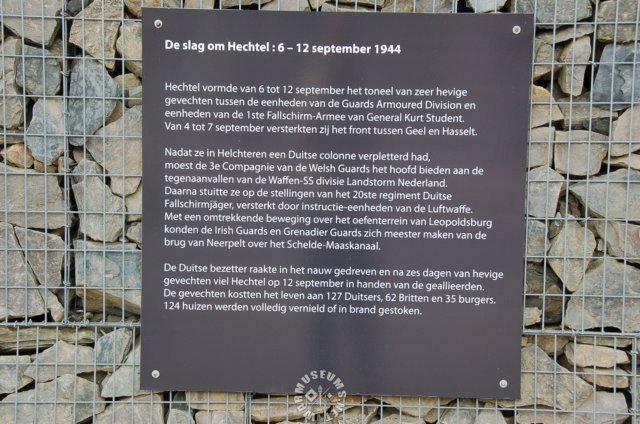 De slag om Hechtel : 6 – 12 september 1944
Hechtel vormde van 6 tot 12 september het toneel van zeer hevige
gevechten tussen de eenheden van de Guards Armoured Division en
eenheden van de 1ste Fallschirm-Armee van General Kurt Student.
Van 4 tot 7 september versterkten zij het front tussen Geel en Hasselt.
Nadat ze in Helchteren een Duitse colonne verpletterd had,
moest de 3e Compagnie van de Welsh Guards het hoofd bieden aan de
tegenaanvallen van de Waffen-SS divisie Landstorm Nederland.
Daarna stuitte ze op de stellingen van het 20ste regiment Duitse
Fallschirmjäger, versterkt door instructie-eenheden van de Luftwaffe.
Met een omtrekkende beweging over het oefenterrein van Leopoldsburg
konden de Irish Guards en Grenadier Guards zich meester maken van de
brug van Neerpelt over het Schelde-Maaskanaal.
De Duitse bezetter raakte in het nauw gedreven en na zes dagen van hevige
gevechten viel Hechtel op 12 september in handen van de geallieerden.
De gevechten kostten het leven aan 127 Duitsers, 62 Britten en 35 burgers.
124 huizen werden volledig vernield of in brand gestoken.